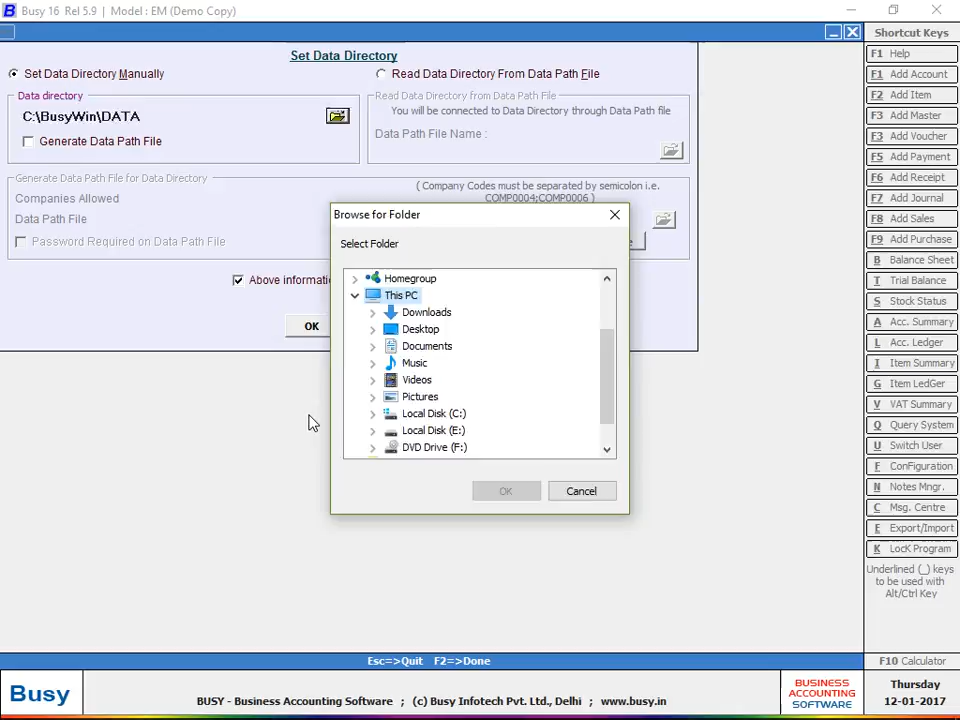 Busy 16 Rel 5.9 | Model : EM (Demo Copy)
Set Data Directory
Set Data Directory Manually
Read Data Directory From Data Path File
Data directory
C:\BusyWin\DATA
Generate Data Path File
Read Data Directory from Data Path File
You will be connected to Data Directory through Data Path file
Data Path File Name :
Generate Data Path File for Data Directory
( Company Codes must be separated by semicolon i.e.
COMP0004;COMP0006 )
Companies Allowed
Data Path File
Password Required on Data Path File
Above informati
OK
Browse for Folder
Select Folder
Homegroup
This PC
Downloads
Desktop
Documents
Music
Videos
Pictures
Local Disk (C:)
Local Disk (E:)
DVD Drive (F:)
OK
Cancel
Shortcut Keys
F1 Help
F1 Add Account
F2 Add Item
F3 Add Master
F3 Add Voucher
F5 Add Payment
F6 Add Receipt
F7 Add Journal
F8 Add Sales
F9 Add Purchase
B Balance Sheet
T Trial Balance
S Stock Status
A Acc. Summary
L Acc. Ledger
I Item Summary
G Item LedGer
V VAT Summary
Q Query System
U Switch User
F ConFiguration
N Notes Mngr.
C Msg. Centre
E Export/Import
K LocK Program
Underlined (_) keys
to be used with
Alt/Ctrl Key
Esc=>Quit F2=>Done
F10 Calculator
Busy
BUSY - Business Accounting Software ; (c) Busy Infotech Pvt. Ltd., Delhi ; www.busy.in
BUSINESS
ACCOUNTING
SOFTWARE
Thursday
12-01-2017